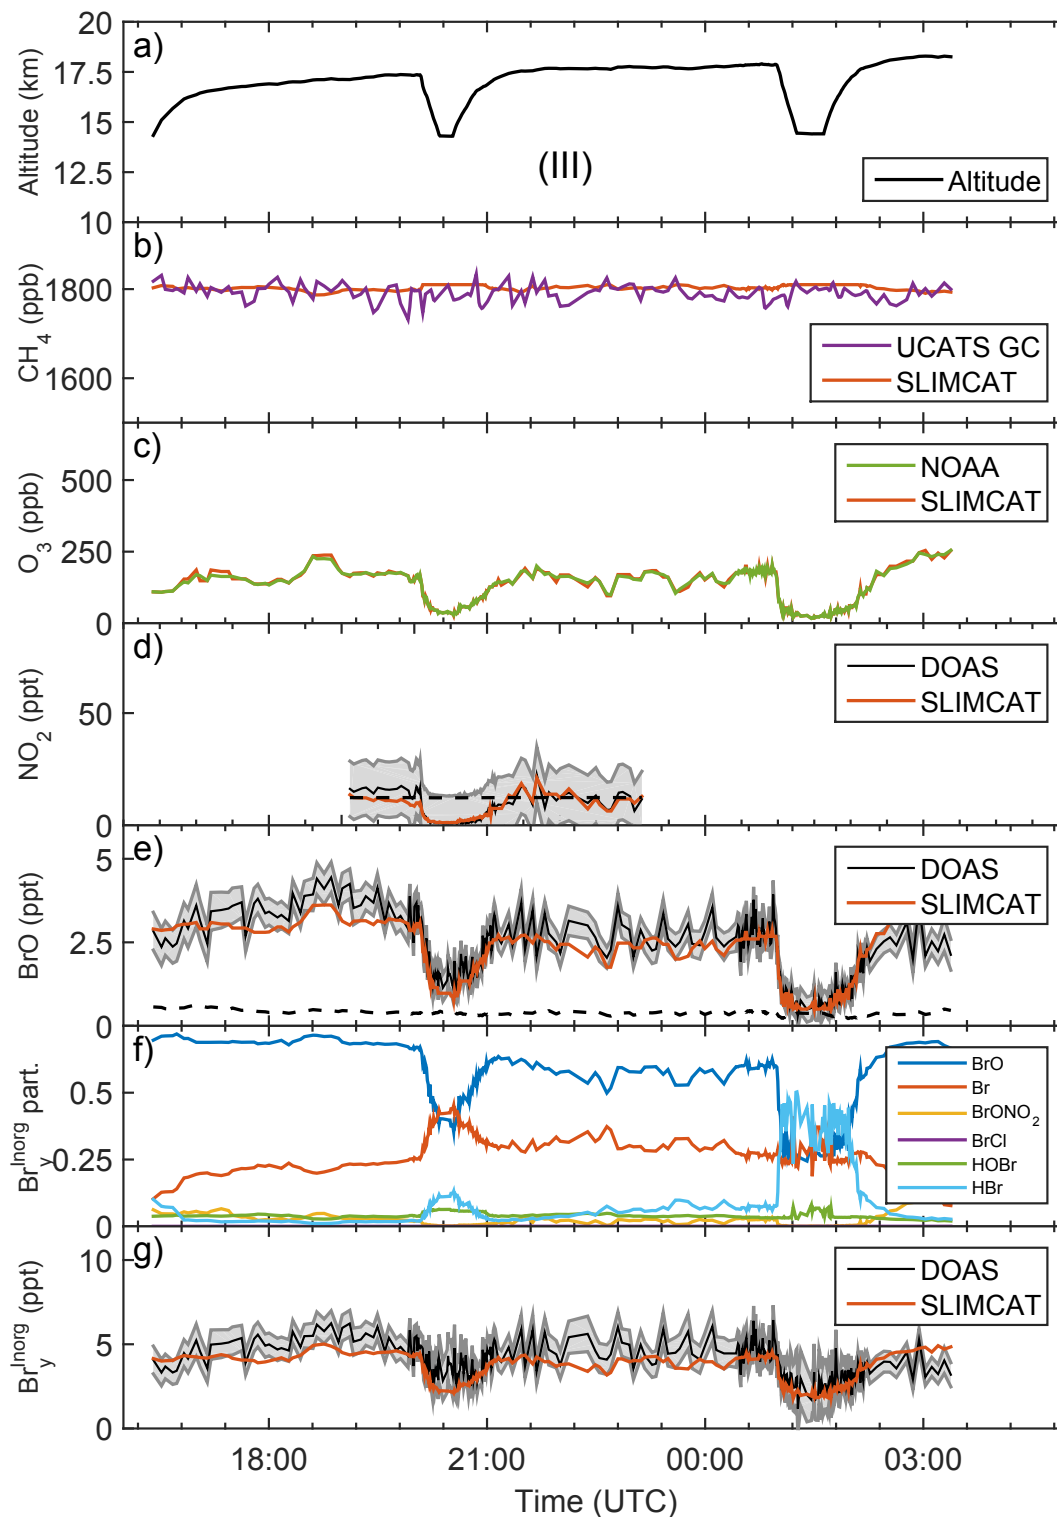 a)
20
17.5
15
12.5
10
Altitude (km)
(III)
Altitude
b)
1800
1600
CH4 (ppb)
UCATS GC
SLIMCAT
c)
500
250
0
O3 (ppb)
NOAA
SLIMCAT
d)
50
0
NO2 (ppt)
DOAS
SLIMCAT
e)
5
2.5
0
BrO (ppt)
DOAS
SLIMCAT
f)
0.5
0.25
0
Br_y^Inorg part.
BrO
Br
BrONO2
BrCl
HOBr
HBr
g)
10
5
0
Br_y^Inorg (ppt)
DOAS
SLIMCAT
18:00 21:00 00:00 03:00
Time (UTC)